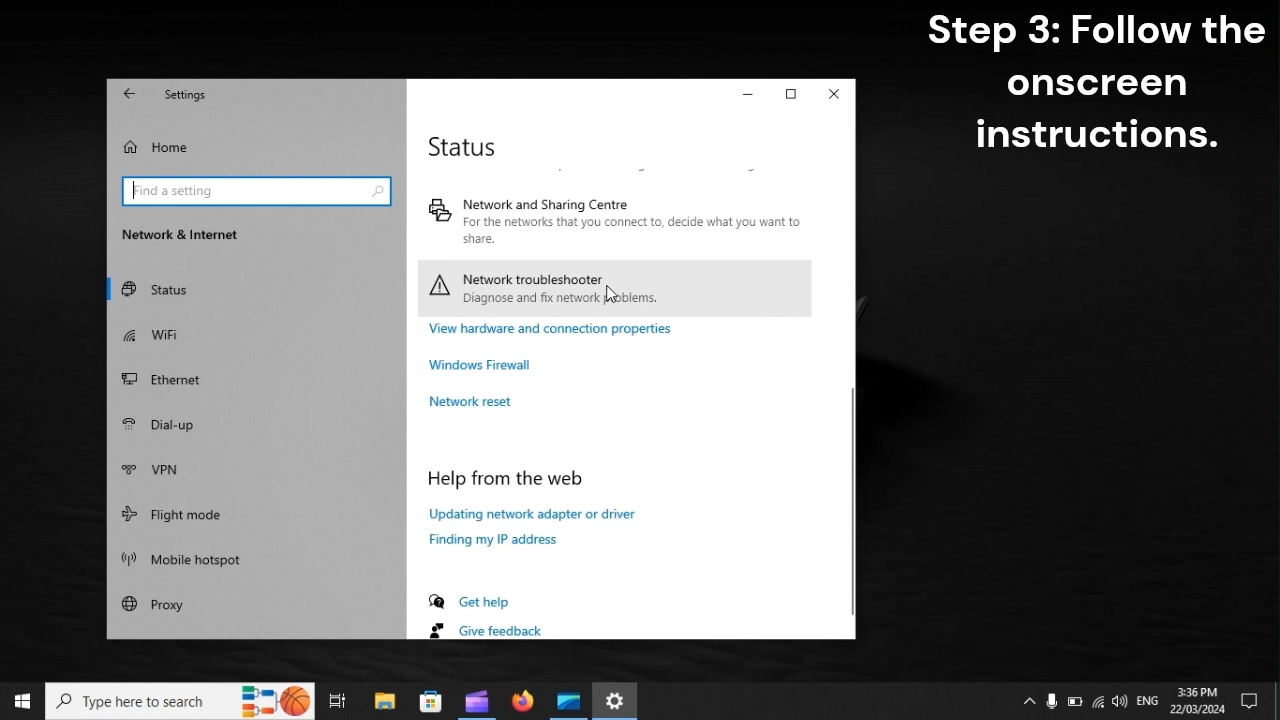 Step 3: Follow the
onscreen
instructions.
Settings
Home
Find a setting
Network & Internet
Status
WiFi
Ethernet
Dial-up
VPN
Flight mode
Mobile hotspot
Proxy
Status
Network and Sharing Centre
For the networks that you connect to, decide what you want to
share.
Network troubleshooter
Diagnose and fix network problems.
View hardware and connection properties
Windows Firewall
Network reset
Help from the web
Updating network adapter or driver
Finding my IP address
Get help
Give feedback
Type here to search
ENG
3:36 PM
22/03/2024